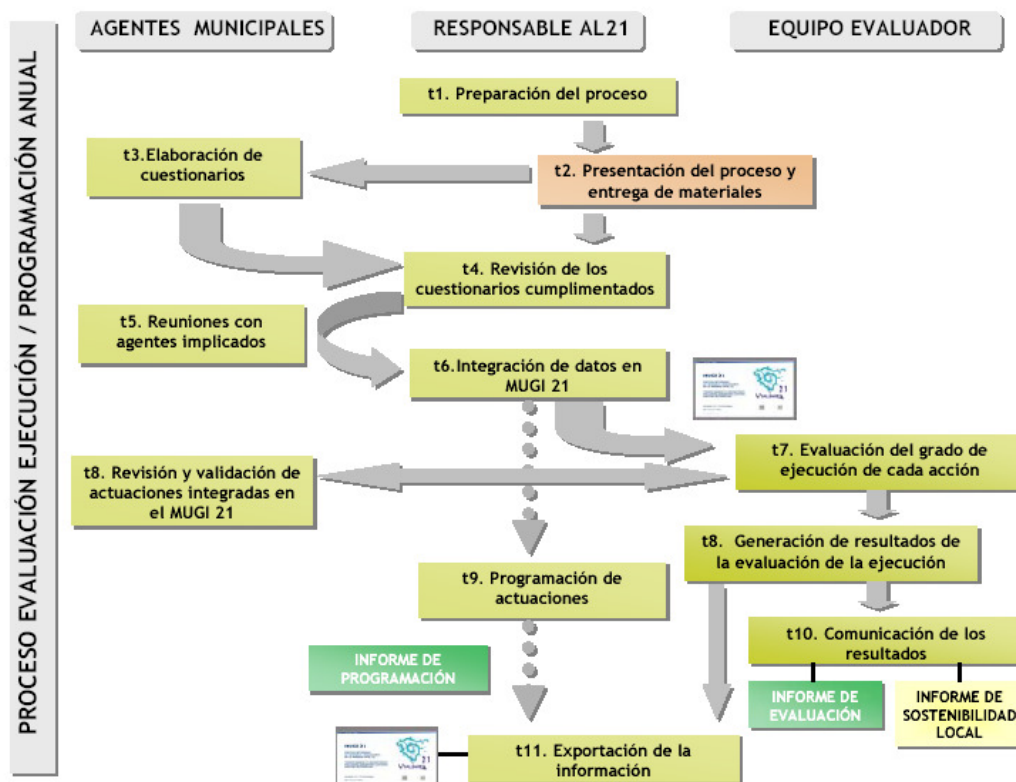 AGENTES MUNICIPALES
RESPONSABLE AL21
EQUIPO EVALUADOR
PROCESO EVALUACIÓN EJECUCIÓN / PROGRAMACIÓN ANUAL
t1. Preparación del proceso
t3.Elaboración de
cuestionarios
t2. Presentación del proceso y
entrega de materiales
t4. Revisión de los
cuestionarios cumplimentados
t5. Reuniones con
agentes implicados
t6.Integración de datos en
MUGI 21
t7. Evaluación del grado de
ejecución de cada acción
t8. Revisión y validación de
actuaciones integradas en
el MUGI 21
t8. Generación de resultados de
la evaluación de la ejecución
t9. Programación de
actuaciones
t10. Comunicación de los
resultados
INFORME DE
PROGRAMACIÓN
INFORME DE
EVALUACIÓN
INFORME DE
SOSTENIBILIDAD
LOCAL
t11. Exportación de la
información